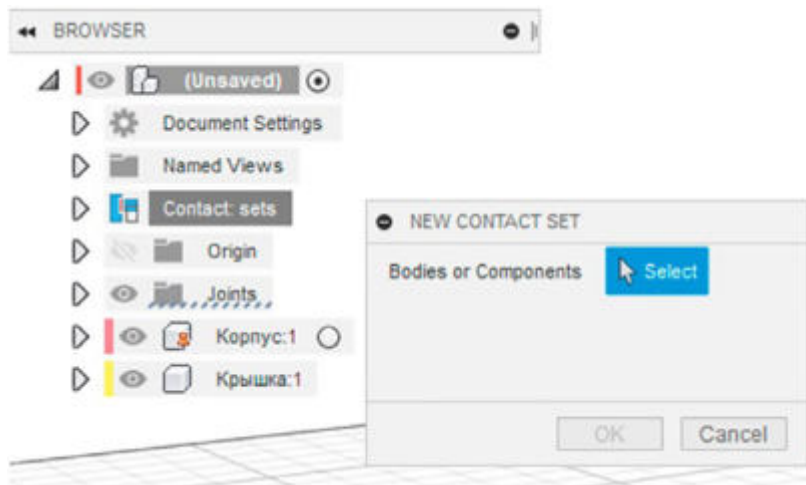 BROWSER
(Unsaved)
Document Settings
Named Views
Contact: sets
Origin
Joints
Корпус:1
Крышка:1
NEW CONTACT SET
Bodies or Components Select
OK Cancel